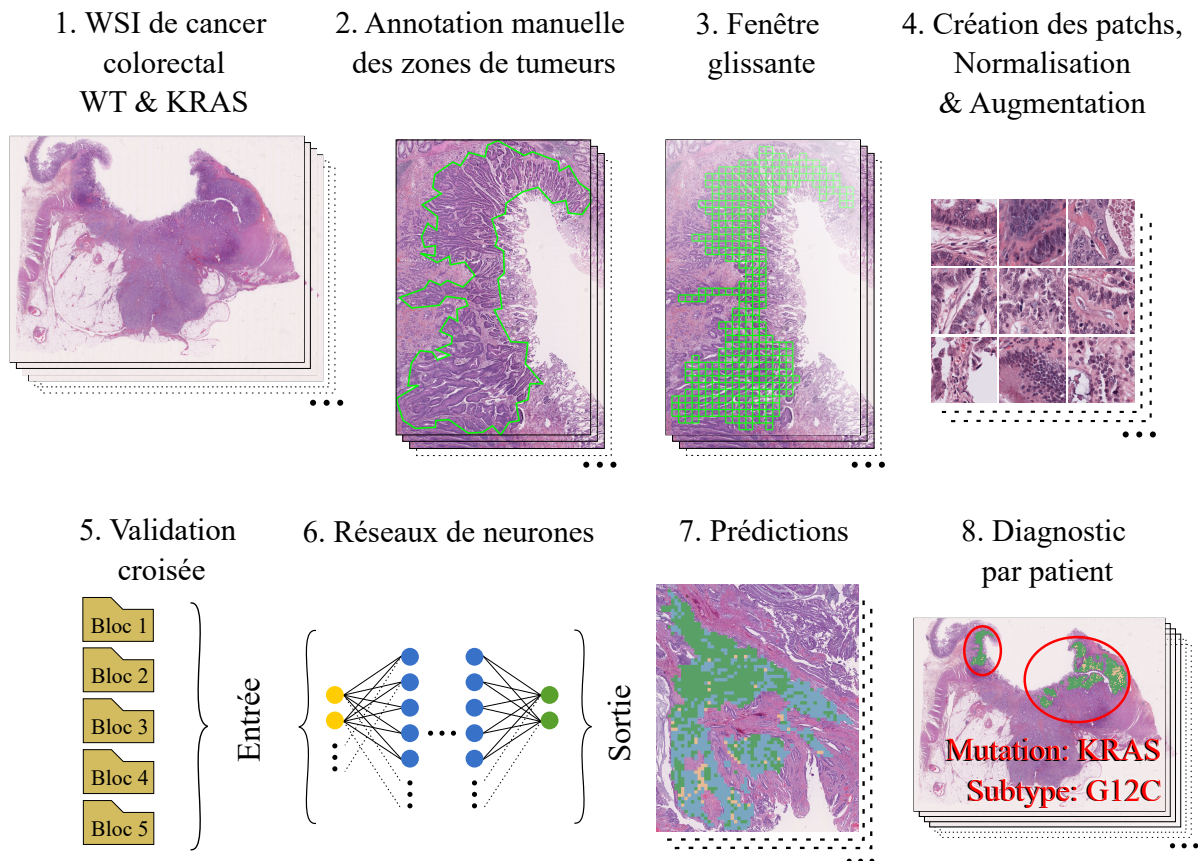 1. WSI de cancer
colorectal
WT & KRAS
2. Annotation manuelle
des zones de tumeurs
3. Fenêtre
glissante
4. Création des patchs,
Normalisation
& Augmentation
5. Validation
croisée
Bloc 1
Bloc 2
Bloc 3
Bloc 4
Bloc 5
6. Réseaux de neurones
Entrée
Sortie
7. Prédictions
8. Diagnostic
par patient
Mutation: KRAS
Subtype: G12C